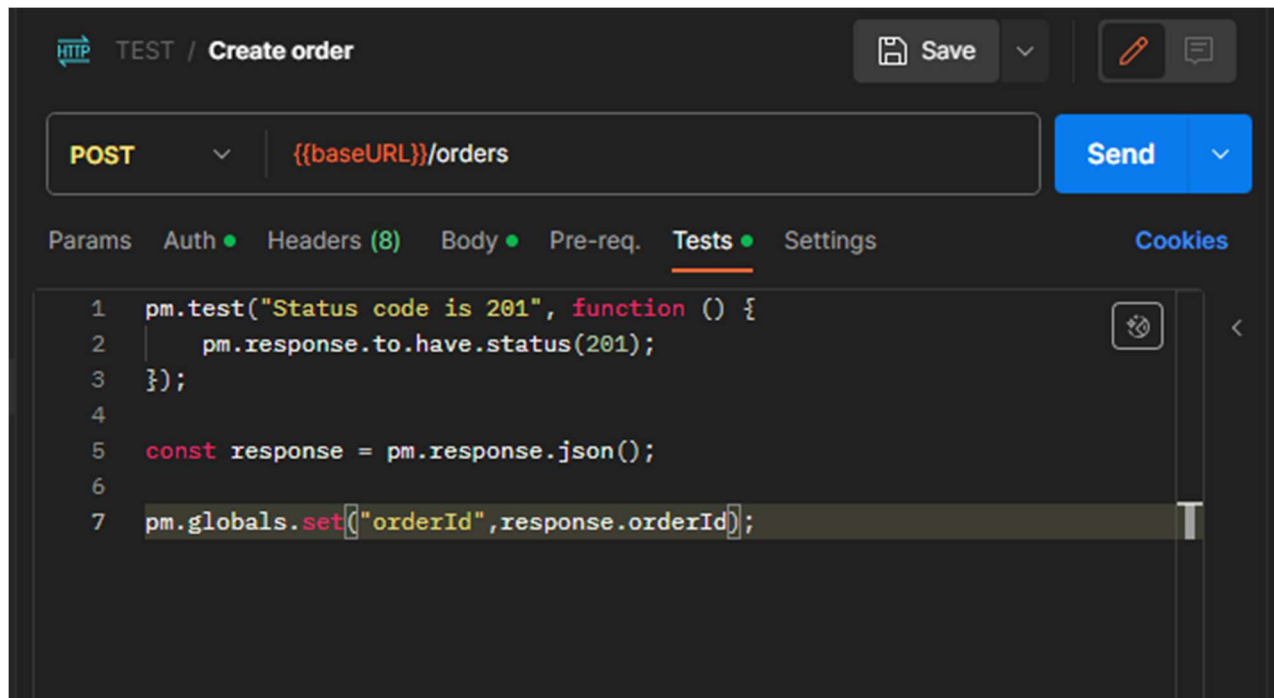 HTTP TEST / Create order Save
POST {{baseURL}}/orders Send
Params Auth Headers (8) Body Pre-req. Tests Settings Cookies
1 pm.test("Status code is 201", function () {
2 pm.response.to.have.status(201);
3 });
4
5 const response = pm.response.json();
6
7 pm.globals.set("orderId",response.orderId);